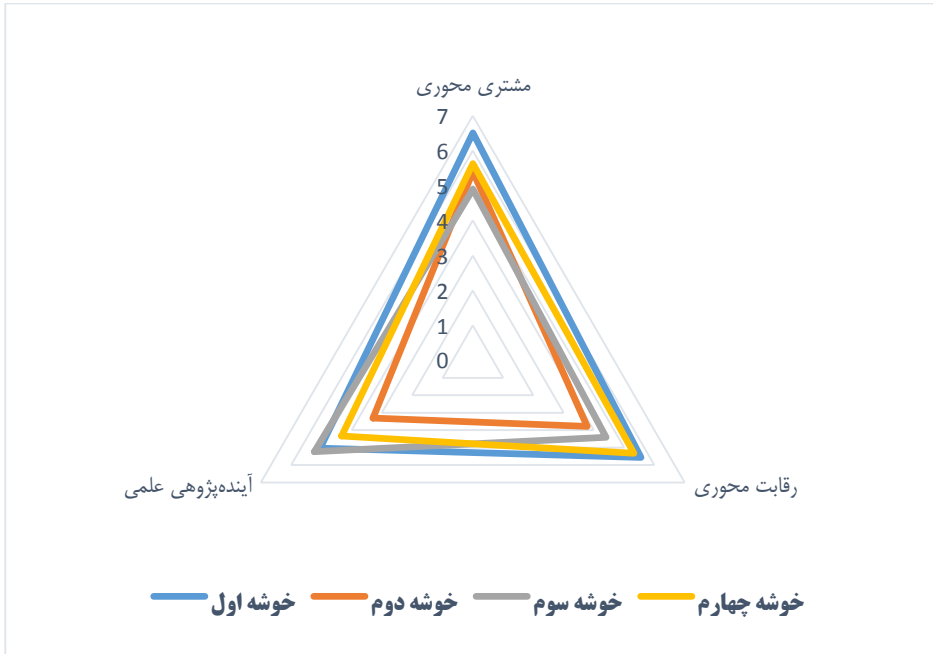 مشتری محوری
7
6
5
4
3
2
1
0
رقابت محوری
آینده‌پژوهی علمی
خوشه اول خوشه دوم خوشه سوم خوشه چهارم